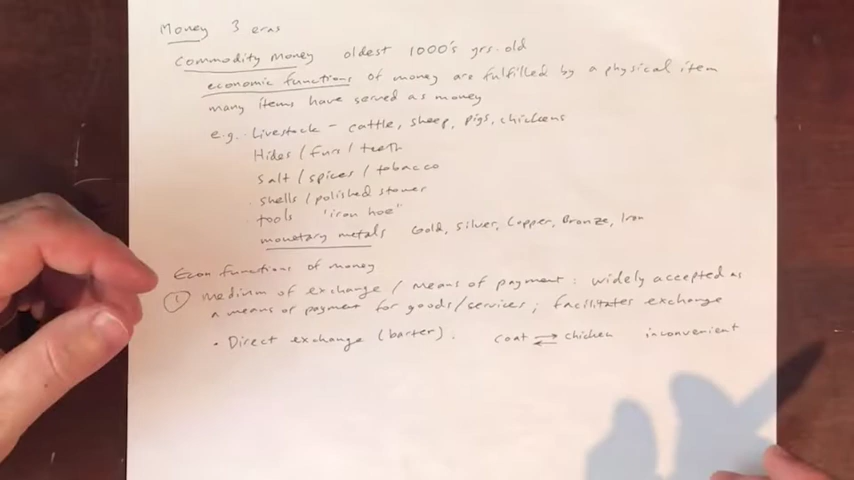 Money 3 eras
Commodity Money oldest 1000's yrs. old
economic functions of money are fulfilled by a physical item
many items have served as money
e.g. Livestock - cattle, sheep, pigs, chickens
Hides / furs / teeth
salt / spices / tobacco
shells / polished stones
tools "iron hoe"
monetary metals Gold, Silver, Copper, Bronze, Iron
Econ functions of money
① medium of exchange / means of payment : widely accepted as
a means of payment for goods/services ; facilitates exchange
• Direct exchange (barter). coat ⇌ chicken inconvenient